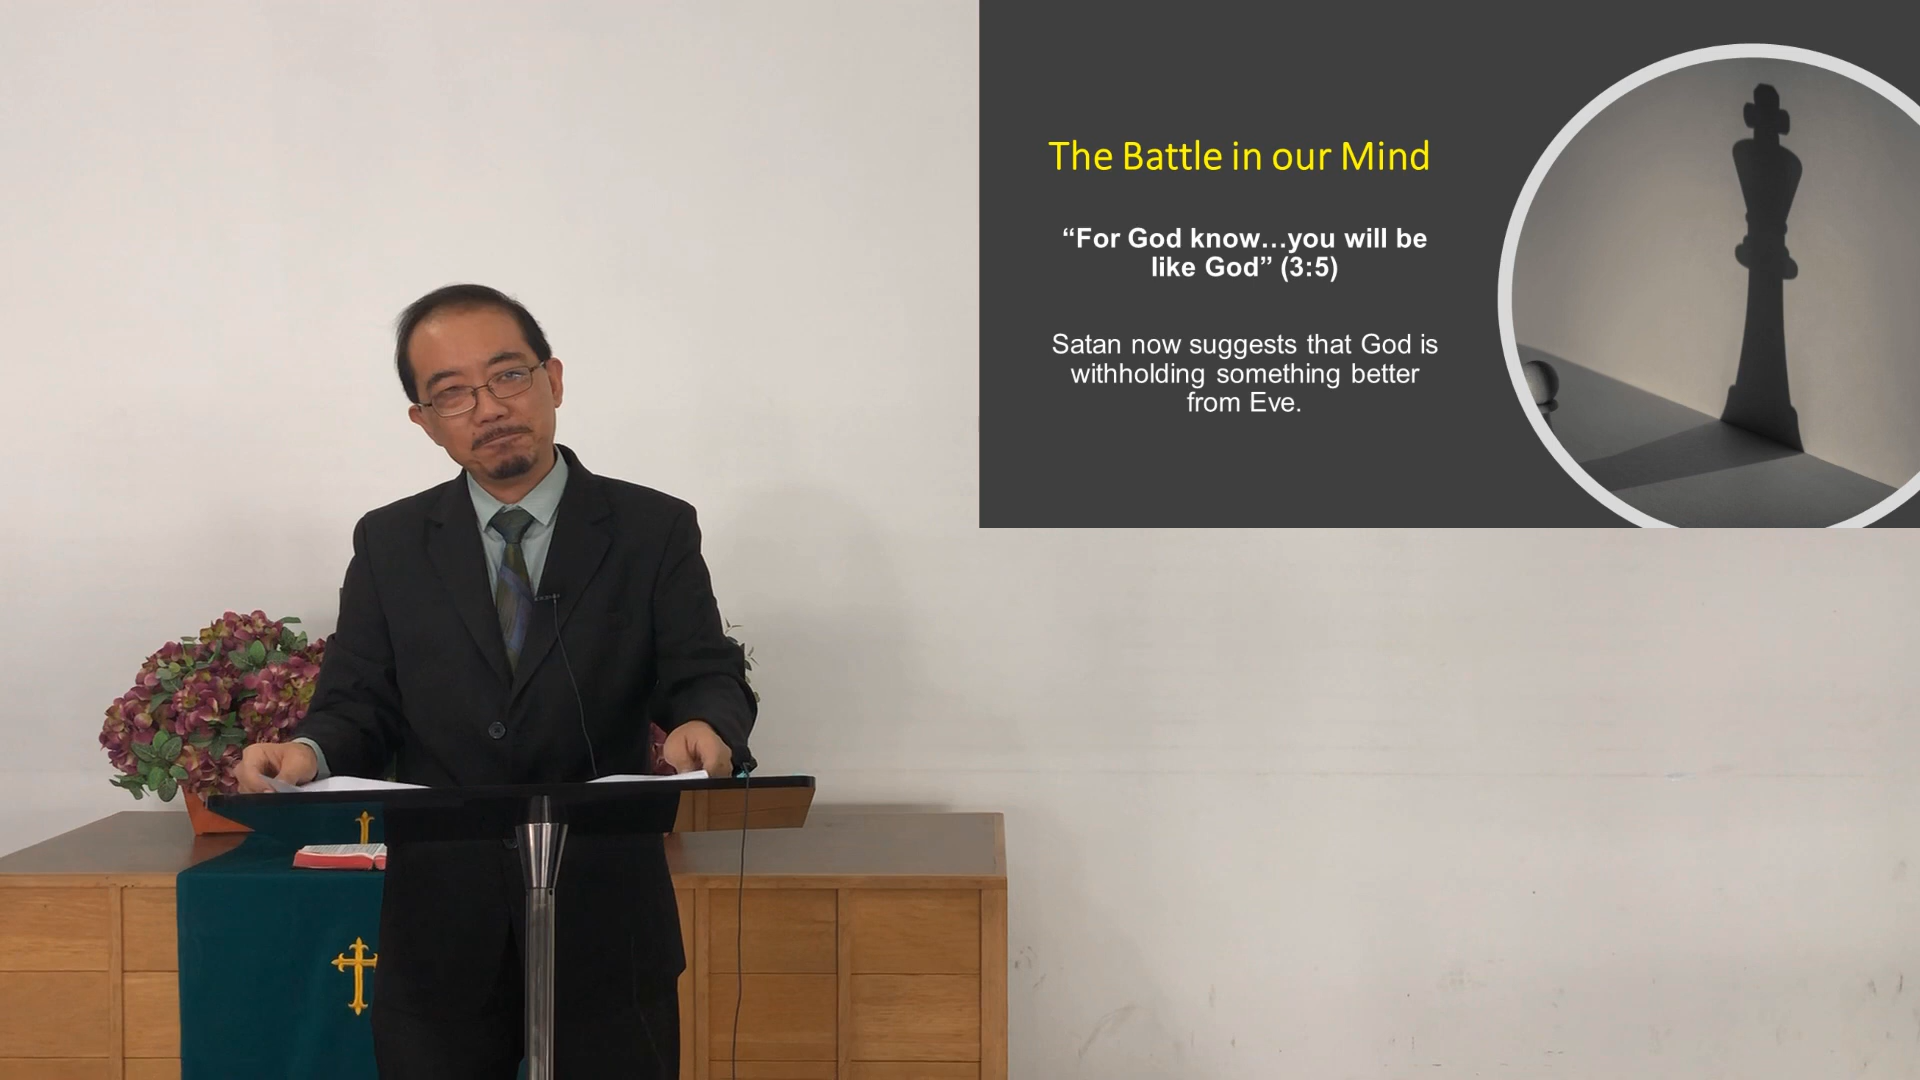 The Battle in our Mind
“For God know…you will be
like God” (3:5)
Satan now suggests that God is
withholding something better
from Eve.